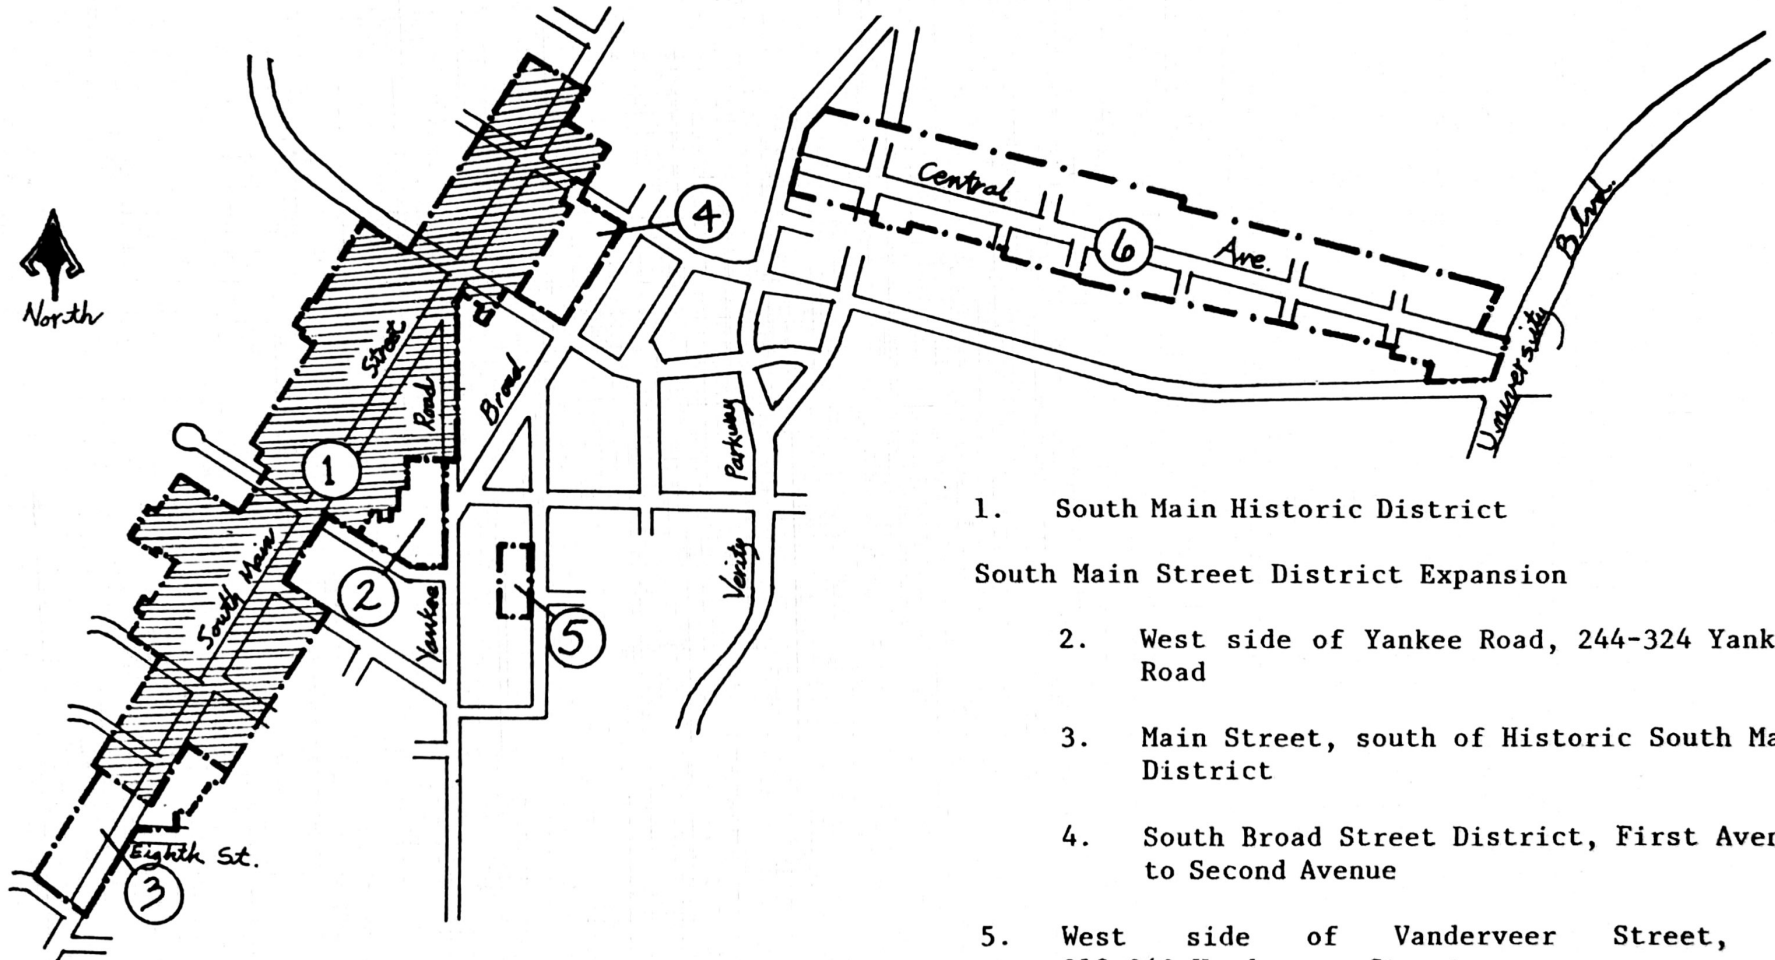 North
Street
Road
Broad
South Main
Yankee
Parkway
Verity
Central
Ave.
University Blvd.
Eighth St.
1
2
3
4
5
6
1. South Main Historic District
South Main Street District Expansion
2. West side of Yankee Road, 244-324 Yank
Road
3. Main Street, south of Historic South Ma
District
4. South Broad Street District, First Aven
to Second Avenue
5. West side of Vanderveer Street,